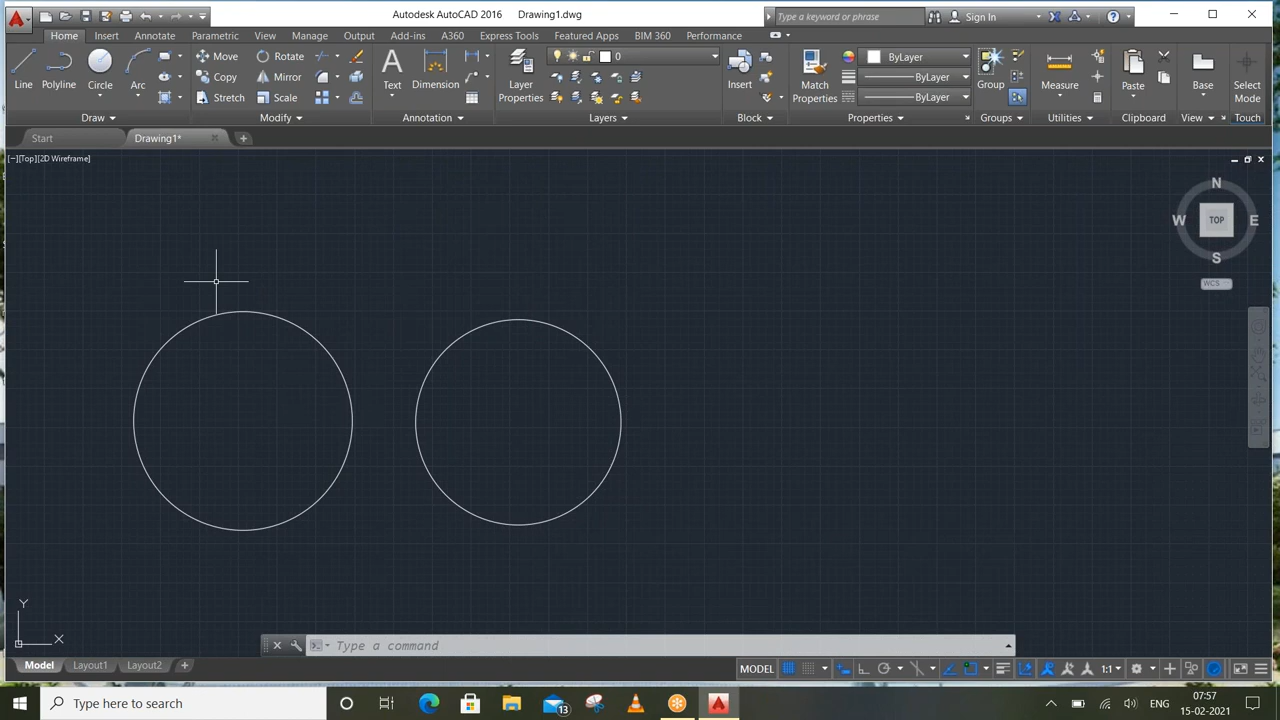 Autodesk AutoCAD 2016 Drawing1.dwg
Type a keyword or phrase
Sign In
Home Insert Annotate Parametric View Manage Output Add-ins A360 Express Tools Featured Apps BIM 360 Performance
Line Polyline Circle Arc
Move Rotate
Copy Mirror
Stretch Scale
Text Dimension
Layer
Properties
0
Insert
Match
Properties
ByLayer
ByLayer
ByLayer
Group
Measure
Paste
Base
Select
Mode
Draw Modify Annotation Layers Block Properties Groups Utilities Clipboard View Touch
Start Drawing1*
[−][Top][2D Wireframe]
N
W TOP E
S
WCS
Y
X
Type a command
Model Layout1 Layout2
MODEL 1:1
Type here to search
13
ENG
07:57
15-02-2021